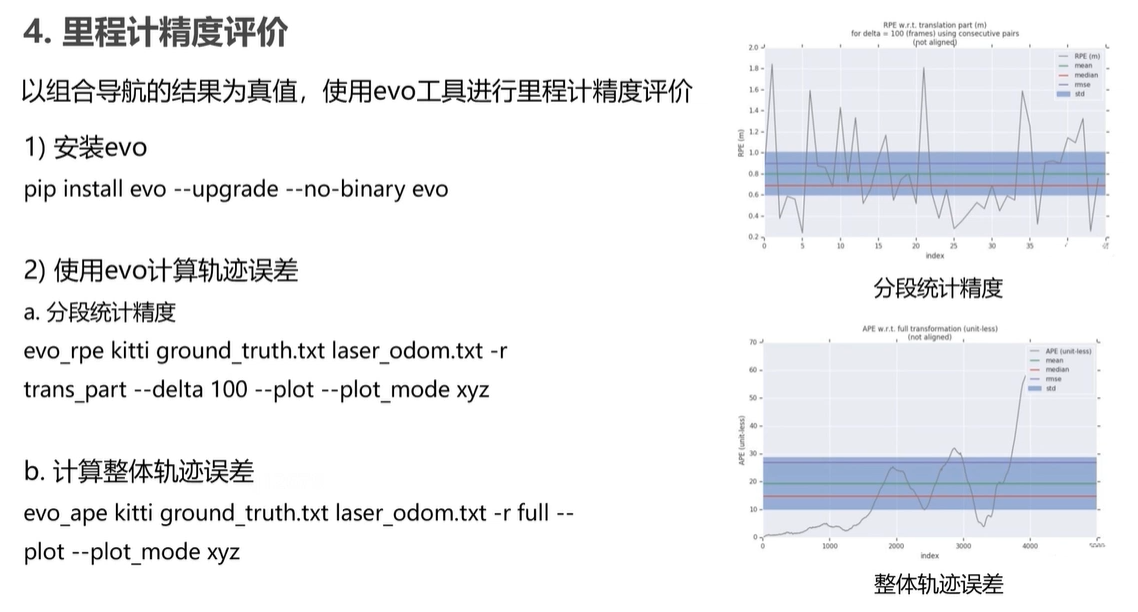 4. 里程计精度评价
以组合导航的结果为真值，使用evo工具进行里程计精度评价
1) 安装evo
pip install evo --upgrade --no-binary evo
2) 使用evo计算轨迹误差
a. 分段统计精度
evo_rpe kitti ground_truth.txt laser_odom.txt -r
trans_part --delta 100 --plot --plot_mode xyz
b. 计算整体轨迹误差
evo_ape kitti ground_truth.txt laser_odom.txt -r full --
plot --plot_mode xyz
RPE w.r.t. translation part (m)
for delta = 100 (frames) using consecutive pairs
(not aligned)
RPE (m)
mean
median
rmse
std
RPE (m)
2.0
1.8
1.6
1.4
1.2
1.0
0.8
0.6
0.4
0.2
0 5 10 15 20 25 30 35
index
分段统计精度
APE w.r.t. full transformation (unit-less)
(not aligned)
APE (unit-less)
mean
median
rmse
std
APE (unit-less)
70
60
50
40
30
20
10
0
0 1000 2000 3000 4000
index
整体轨迹误差